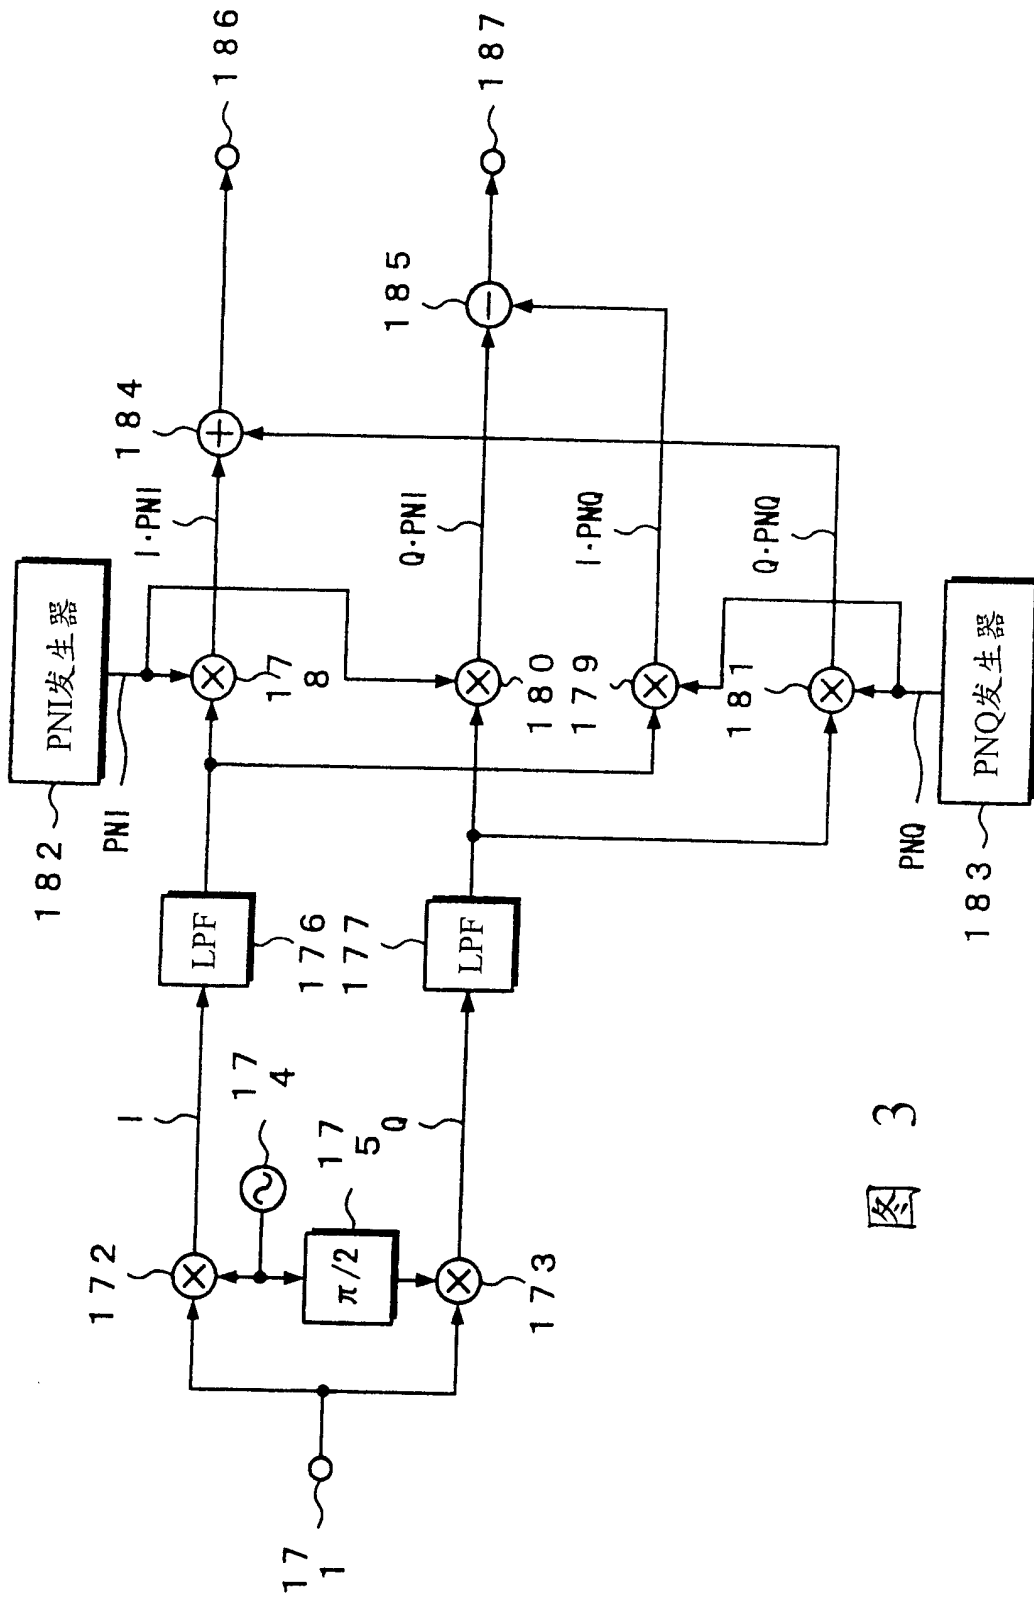 186
187
185
184
I·PNI
Q·PNI
I·PNQ
Q·PNQ
PNI发生器
182
PNI
178
180
179
181
PNQ发生器
183
PNQ
LPF
176
177
LPF
I
174
175
Q
172
π/2
173
171
图 3